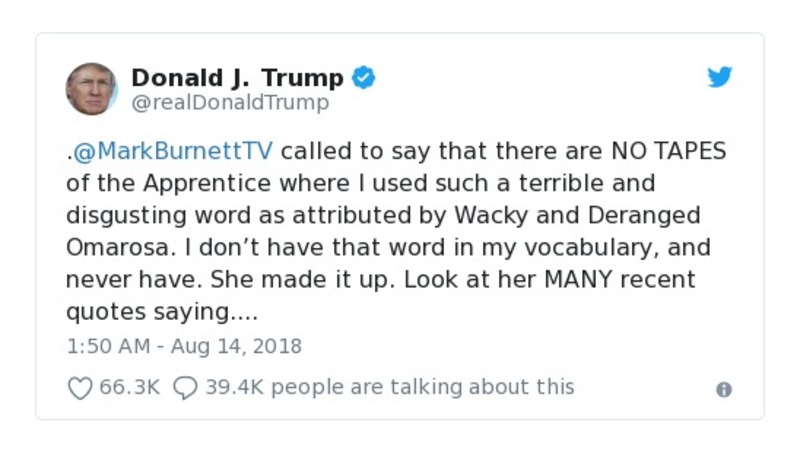 Donald J. Trump
@realDonaldTrump
.@MarkBurnettTV called to say that there are NO TAPES
of the Apprentice where I used such a terrible and
disgusting word as attributed by Wacky and Deranged
Omarosa. I don’t have that word in my vocabulary, and
never have. She made it up. Look at her MANY recent
quotes saying....
1:50 AM - Aug 14, 2018
66.3K 39.4K people are talking about this